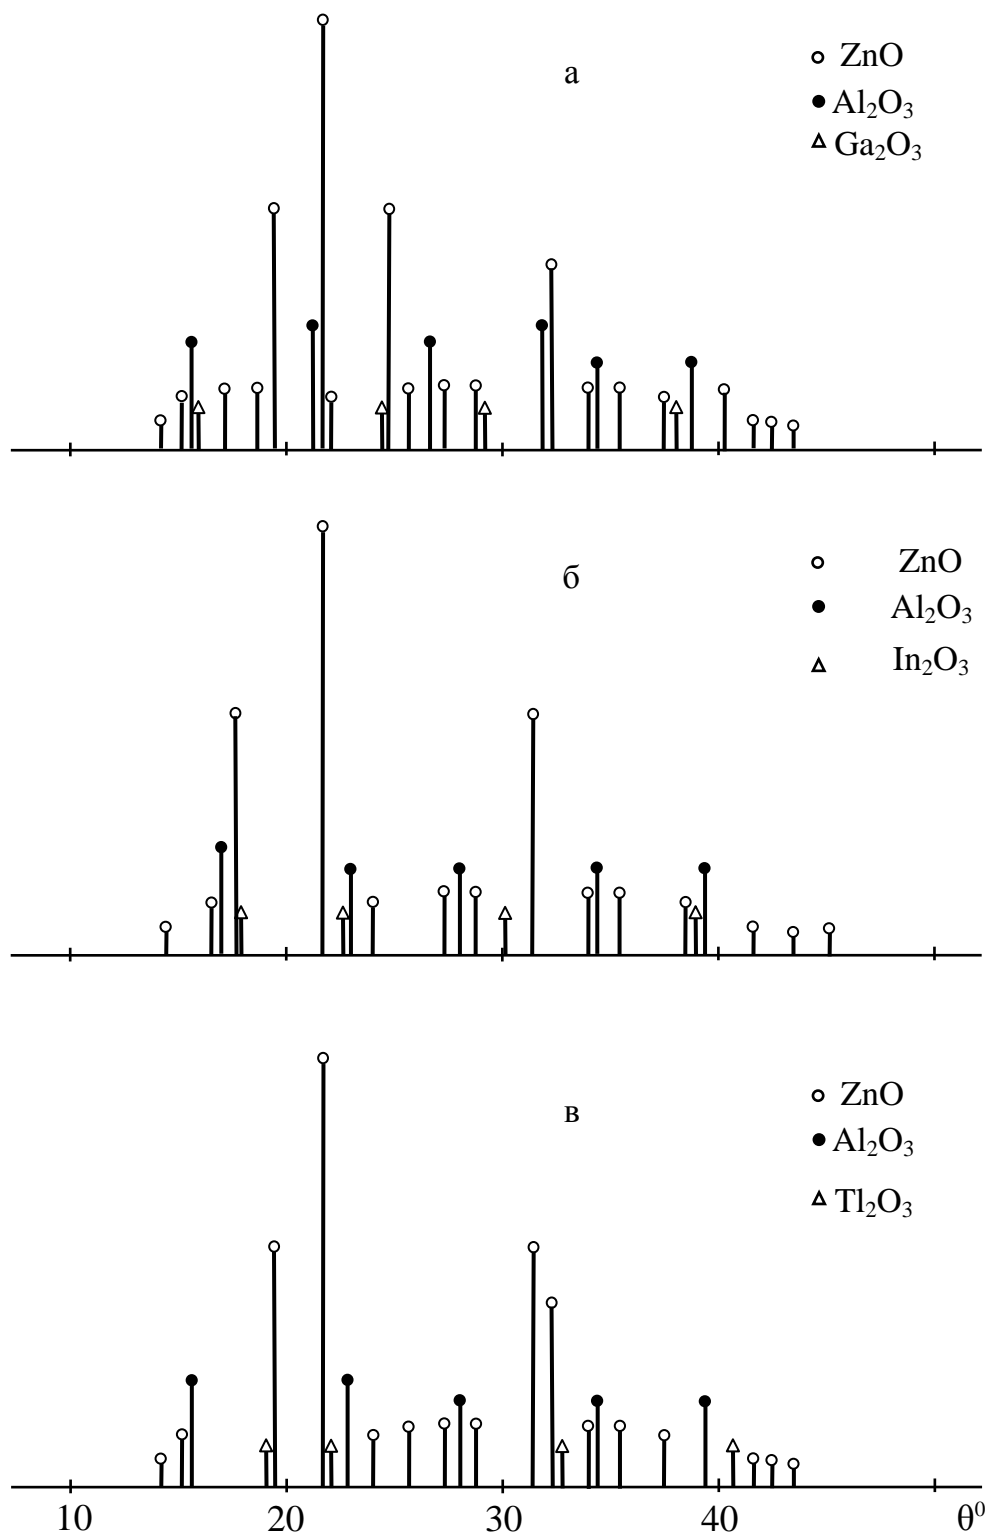 а
ZnO
Al₂O₃
Ga₂O₃
б
ZnO
Al₂O₃
In₂O₃
в
ZnO
Al₂O₃
Tl₂O₃
10 20 30 40 θ⁰